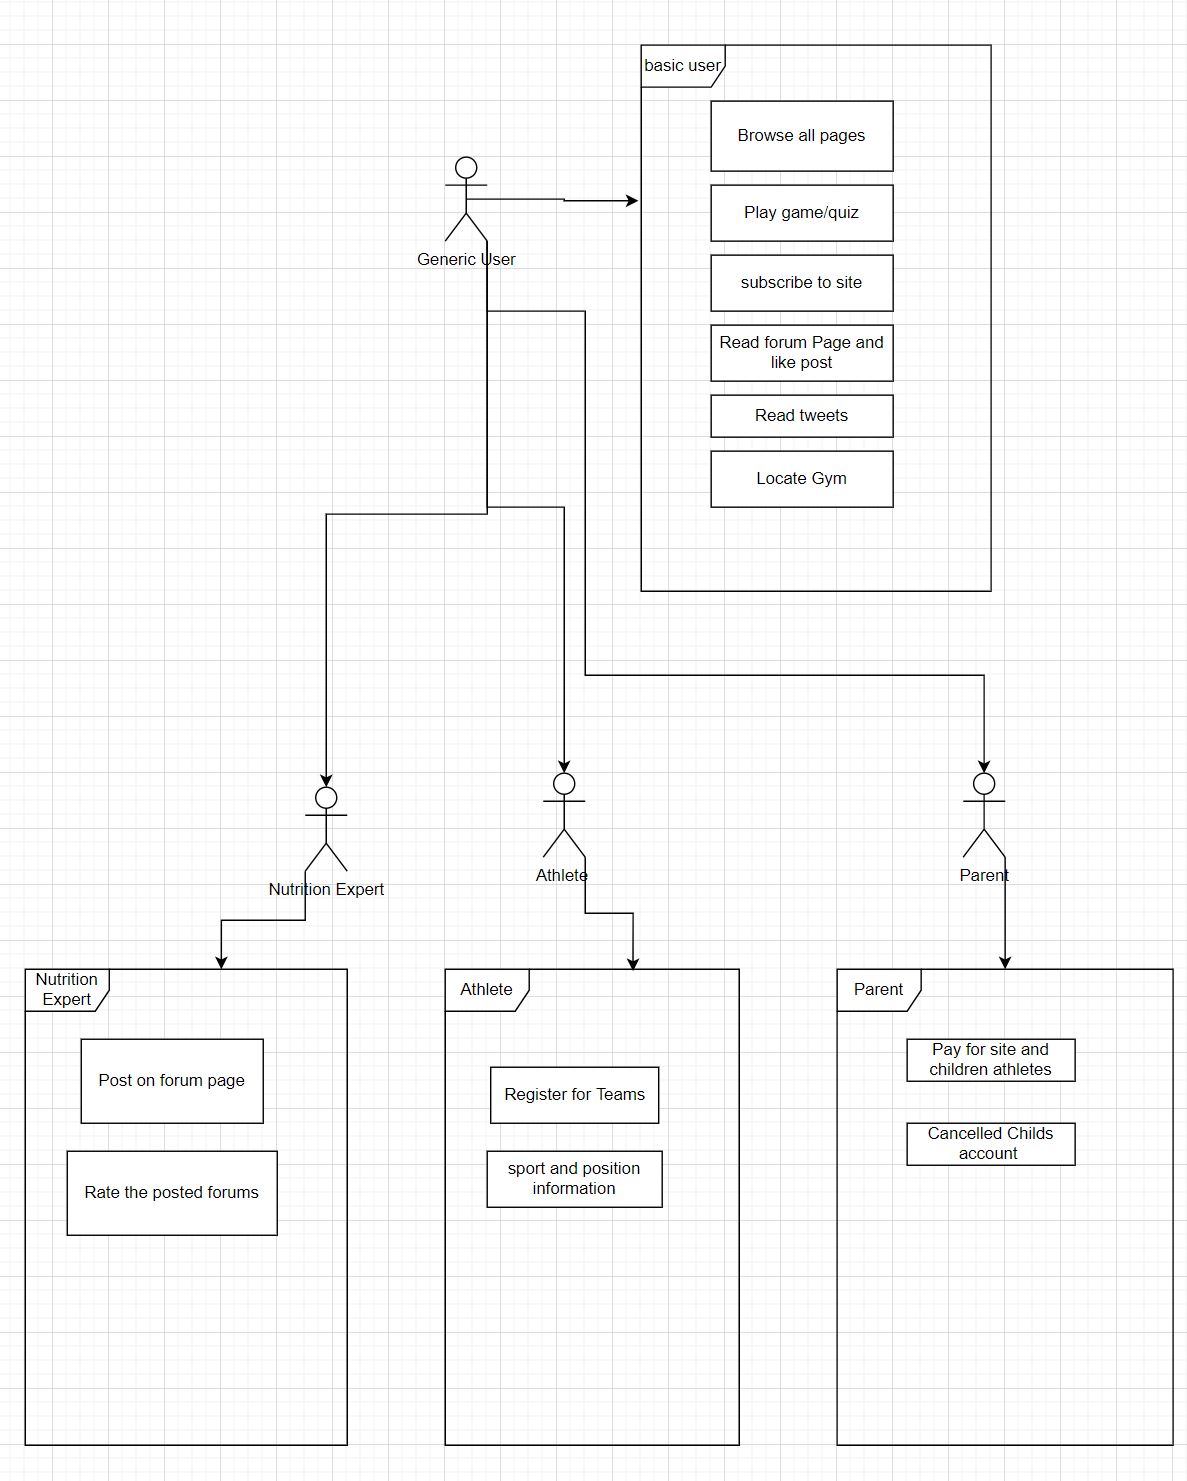 basic user
Browse all pages
Play game/quiz
subscribe to site
Read forum Page and
like post
Read tweets
Locate Gym
Generic User
Nutrition Expert
Athlete
Parent
Nutrition
Expert
Post on forum page
Rate the posted forums
Athlete
Register for Teams
sport and position
information
Parent
Pay for site and
children athletes
Cancelled Childs
account